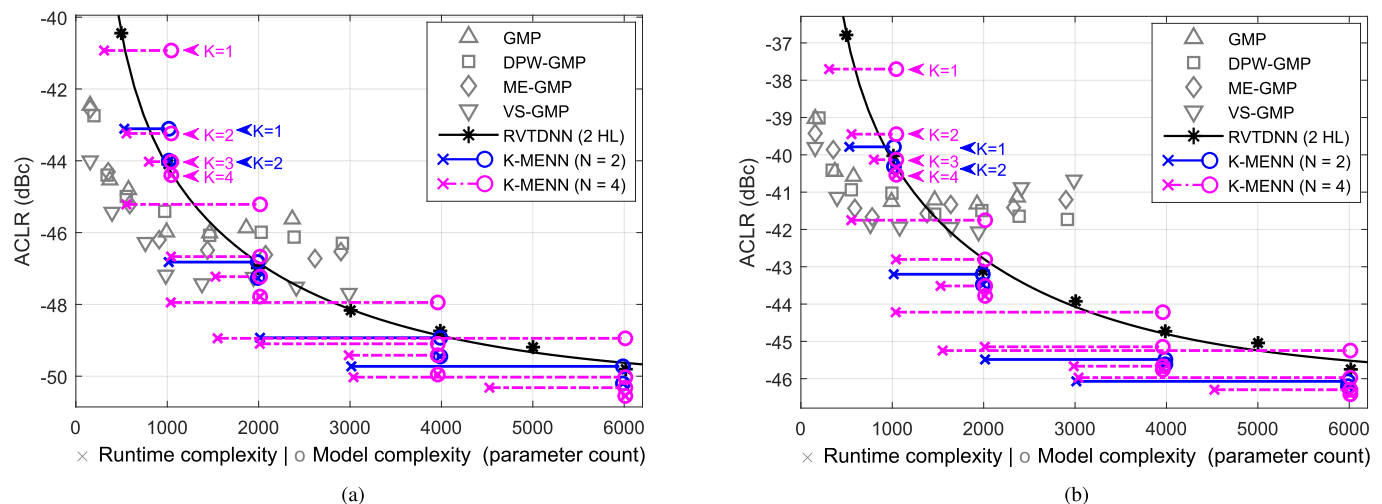 -40
-42
-44
-46
-48
-50
ACLR (dBc)
0
1000
2000
3000
4000
5000
6000
× Runtime complexity | o Model complexity (parameter count)
GMP
DPW-GMP
ME-GMP
VS-GMP
RVTDNN (2 HL)
K-MENN (N = 2)
K-MENN (N = 4)
K=1
K=1
K=2
K=2
K=3
K=4
(a)
-37
-38
-39
-40
-41
-42
-43
-44
-45
-46
ACLR (dBc)
0
1000
2000
3000
4000
5000
6000
× Runtime complexity | o Model complexity (parameter count)
GMP
DPW-GMP
ME-GMP
VS-GMP
RVTDNN (2 HL)
K-MENN (N = 2)
K-MENN (N = 4)
K=1
K=2
K=1
K=3
K=2
K=4
(b)